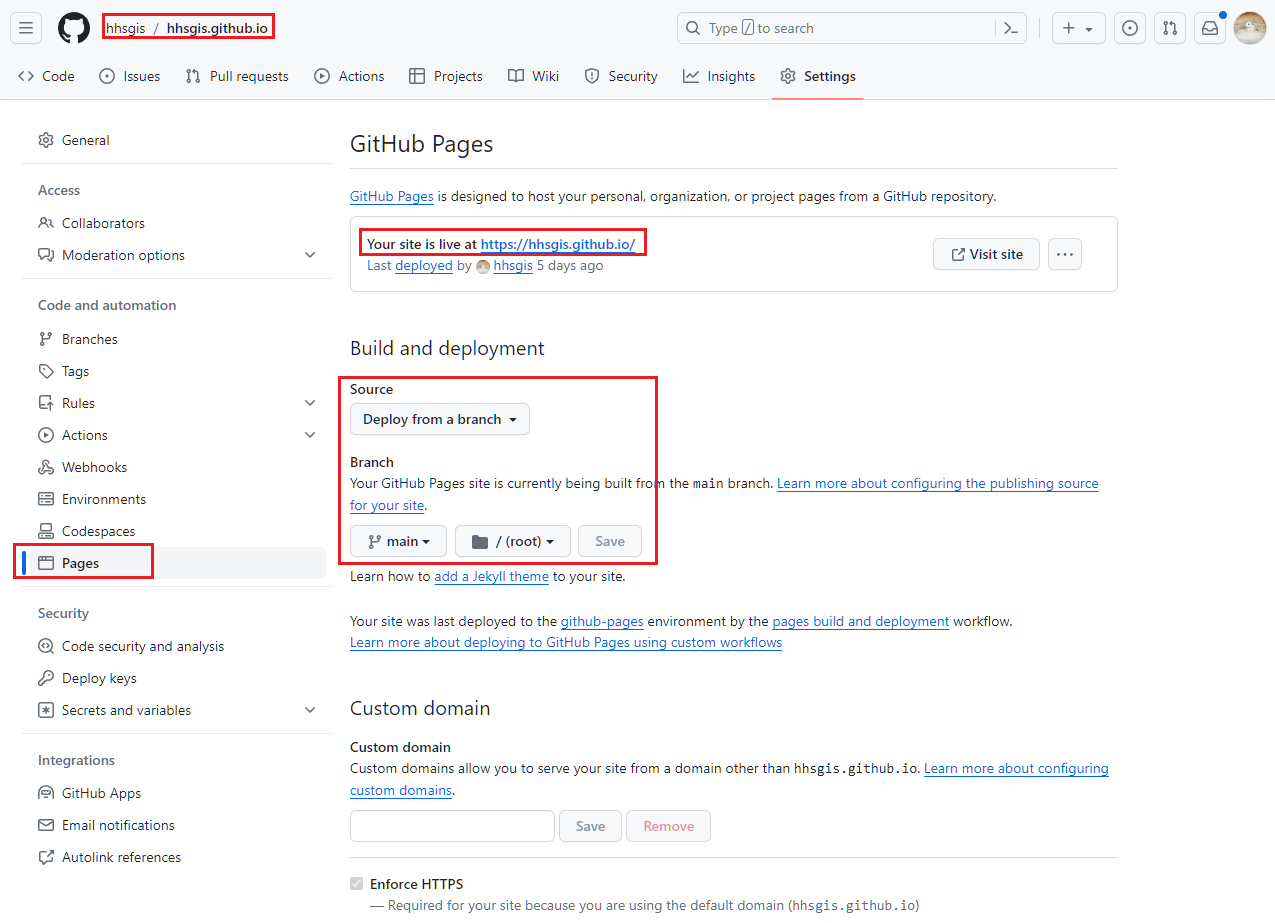 hhsgis / hhsgis.github.io
Type / to search
Code Issues Pull requests Actions Projects Wiki Security Insights Settings
General
Access
Collaborators
Moderation options
Code and automation
Branches
Tags
Rules
Actions
Webhooks
Environments
Codespaces
Pages
Security
Code security and analysis
Deploy keys
Secrets and variables
Integrations
GitHub Apps
Email notifications
Autolink references
GitHub Pages
GitHub Pages is designed to host your personal, organization, or project pages from a GitHub repository.
Your site is live at https://hhsgis.github.io/
Last deployed by hhsgis 5 days ago
Visit site
Build and deployment
Source
Deploy from a branch
Branch
Your GitHub Pages site is currently being built from the main branch. Learn more about configuring the publishing source
for your site.
main / (root) Save
Learn how to add a Jekyll theme to your site.
Your site was last deployed to the github-pages environment by the pages build and deployment workflow.
Learn more about deploying to GitHub Pages using custom workflows
Custom domain
Custom domain
Custom domains allow you to serve your site from a domain other than hhsgis.github.io. Learn more about configuring
custom domains.
Save Remove
Enforce HTTPS
— Required for your site because you are using the default domain (hhsgis.github.io)